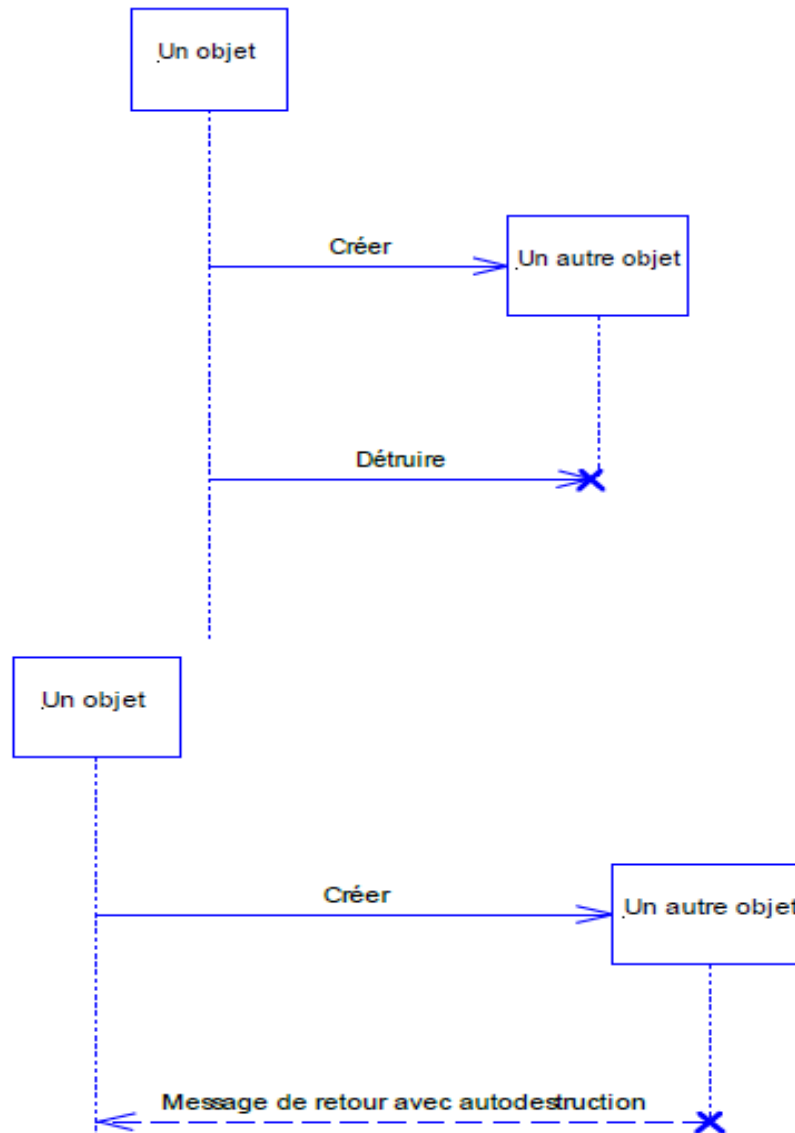 Un objet
Créer
Un autre objet
Détruire
Un objet
Créer
Un autre objet
Message de retour avec autodestruction